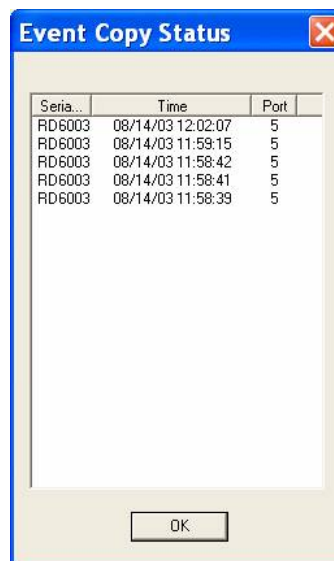 Event Copy Status
Seria... Time Port
RD6003 08/14/03 12:02:07 5
RD6003 08/14/03 11:59:15 5
RD6003 08/14/03 11:58:42 5
RD6003 08/14/03 11:58:41 5
RD6003 08/14/03 11:58:39 5
OK